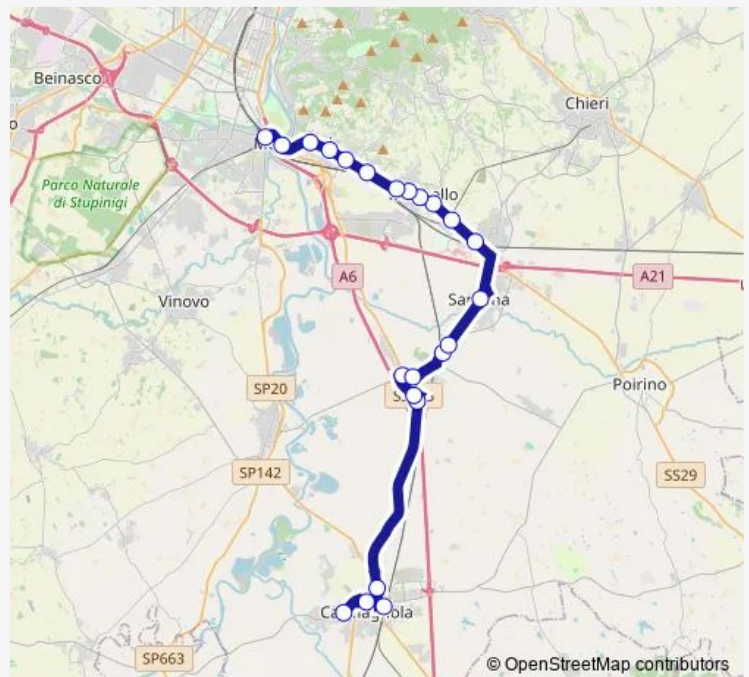 Beinasco
Chieri
Parco Naturale
di Stupinigi
A6
A21
Vinovo
SP20
Poirino
SP142
SS29
SP663
© OpenStreetMap contributors